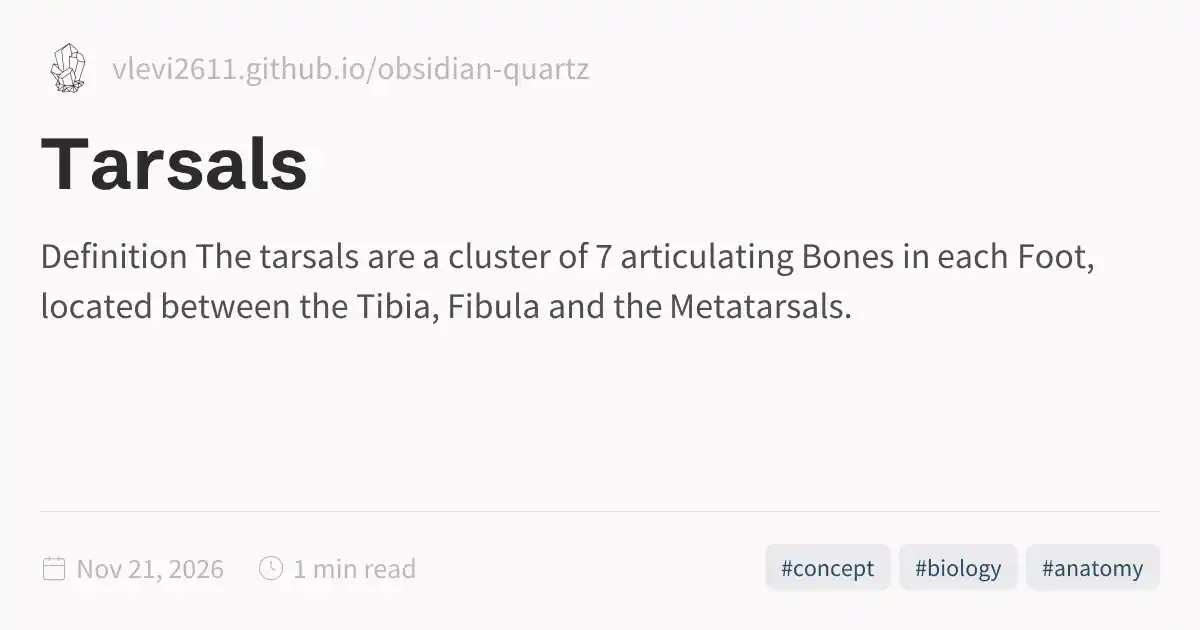 vlevi2611.github.io/obsidian-quartz
Tarsals
Definition The tarsals are a cluster of 7 articulating Bones in each Foot,
located between the Tibia, Fibula and the Metatarsals.
Nov 21, 2026 1 min read #concept #biology #anatomy